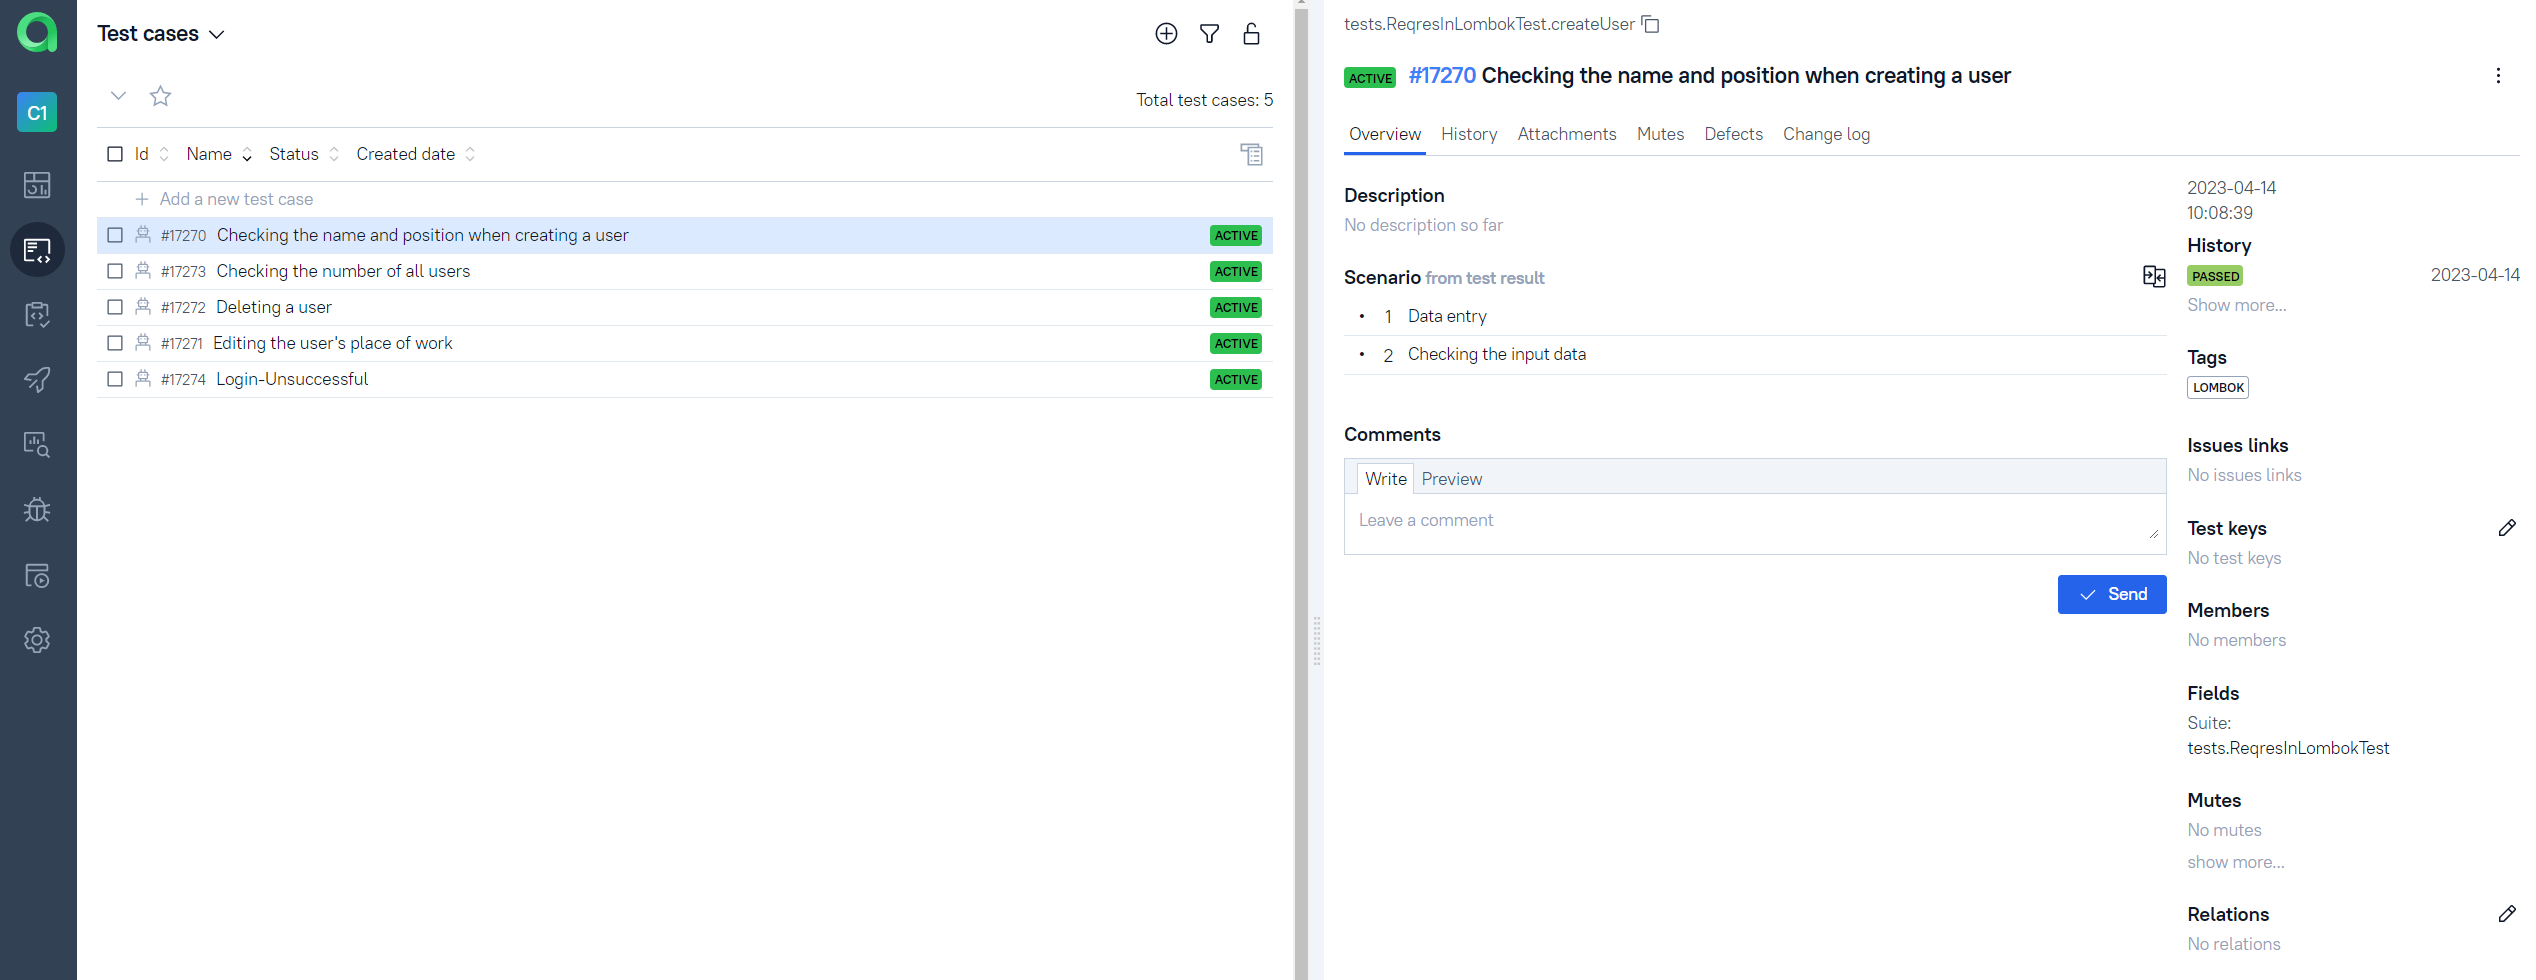 C1
Test cases
Total test cases: 5
Id Name Status Created date
Add a new test case
#17270 Checking the name and position when creating a user ACTIVE
#17273 Checking the number of all users ACTIVE
#17272 Deleting a user ACTIVE
#17271 Editing the user's place of work ACTIVE
#17274 Login-Unsuccessful ACTIVE
tests.ReqresInLombokTest.createUser
ACTIVE #17270 Checking the name and position when creating a user
Overview History Attachments Mutes Defects Change log
Description
No description so far
Scenario from test result
• 1 Data entry
• 2 Checking the input data
Comments
Write Preview
Leave a comment
Send
2023-04-14
10:08:39
History
PASSED 2023-04-14
Show more...
Tags
LOMBOK
Issues links
No issues links
Test keys
No test keys
Members
No members
Fields
Suite:
tests.ReqresInLombokTest
Mutes
No mutes
show more...
Relations
No relations